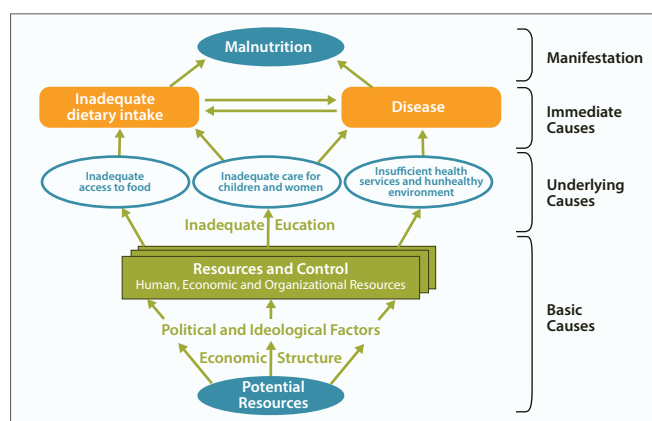 Malnutrition
Manifestation
Inadequate
dietary intake
Disease
Immediate
Causes
Inadequate
access to food
Inadequate care for
children and women
Insufficient health
services and hunhealthy
environment
Underlying
Causes
Inadequate Eucation
Resources and Control
Human, Economic and Organizational Resources
Basic
Causes
Political and Ideological Factors
Economic Structure
Potential
Resources